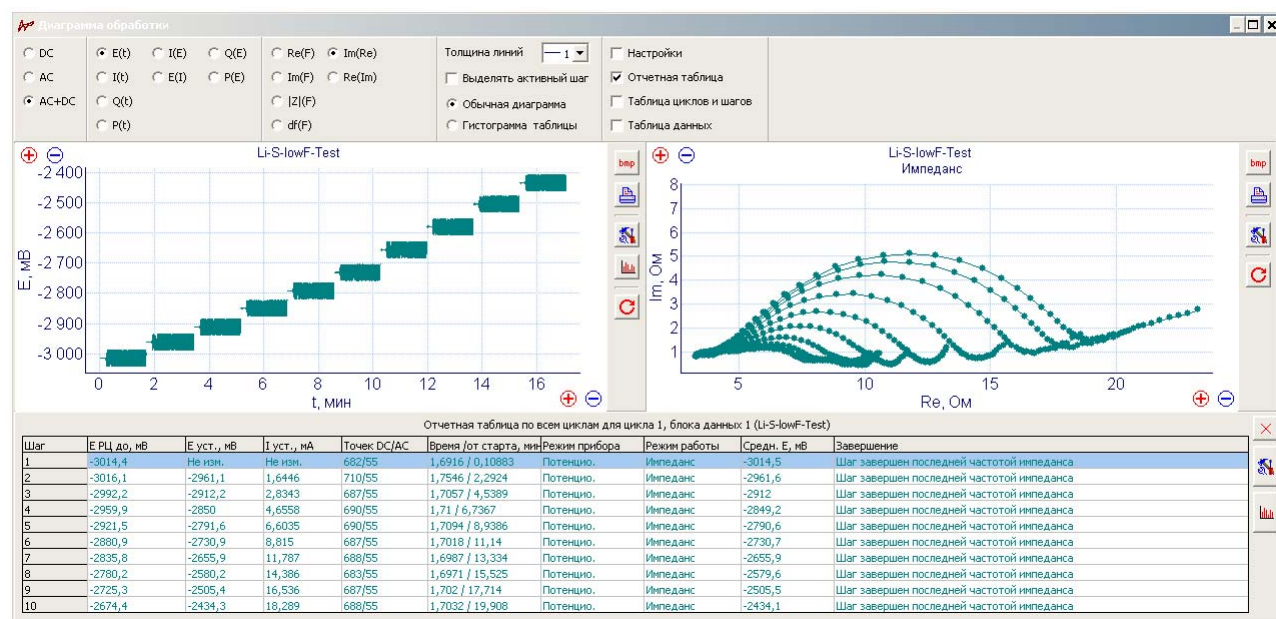 Диаграмма обработки
DC E(t) I(E) Q(E) Re(F) Im(Re) Толщина линий 1 Настройки
AC I(t) E(I) P(E) Im(F) Re(Im) Выделять активный шаг Отчетная таблица
AC+DC Q(t) |Z|(F) Обычная диаграмма Таблица циклов и шагов
P(t) df(F) Гистограмма таблицы Таблица данных
Li-S-lowF-Test
E, мВ
-2 400
-2 500
-2 600
-2 700
-2 800
-2 900
-3 000
0 2 4 6 8 10 12 14 16
t, мин
bmp
Li-S-lowF-Test
Импеданс
Im, Ом
8
7
6
5
4
3
2
1
5 10 15 20
Re, Ом
bmp
Отчетная таблица по всем циклам для цикла 1, блока данных 1 (Li-S-lowF-Test)
Шаг E РЦ до, мВ E уст., мВ I уст., мА Точек DC/AC Время /от старта, мин Режим прибора Режим работы Средн. E, мВ Завершение
1 -3014,4 Не изм. Не изм. 682/55 1,6916 / 0,10883 Потенцио. Импеданс -3014,5 Шаг завершен последней частотой импеданса
2 -3016,1 -2961,1 1,6446 710/55 1,7546 / 2,2924 Потенцио. Импеданс -2961,6 Шаг завершен последней частотой импеданса
3 -2992,2 -2912,2 2,8343 687/55 1,7057 / 4,5389 Потенцио. Импеданс -2912 Шаг завершен последней частотой импеданса
4 -2959,9 -2850 4,6558 690/55 1,71 / 6,7367 Потенцио. Импеданс -2849,2 Шаг завершен последней частотой импеданса
5 -2921,5 -2791,6 6,6035 690/55 1,7094 / 8,9386 Потенцио. Импеданс -2790,6 Шаг завершен последней частотой импеданса
6 -2880,9 -2730,9 8,815 687/55 1,7018 / 11,14 Потенцио. Импеданс -2730,7 Шаг завершен последней частотой импеданса
7 -2835,8 -2655,9 11,787 688/55 1,6987 / 13,334 Потенцио. Импеданс -2655,9 Шаг завершен последней частотой импеданса
8 -2780,2 -2580,2 14,386 683/55 1,6971 / 15,525 Потенцио. Импеданс -2579,6 Шаг завершен последней частотой импеданса
9 -2725,3 -2505,4 16,536 687/55 1,702 / 17,714 Потенцио. Импеданс -2505,5 Шаг завершен последней частотой импеданса
10 -2674,4 -2434,3 18,289 688/55 1,7032 / 19,908 Потенцио. Импеданс -2434,1 Шаг завершен последней частотой импеданса